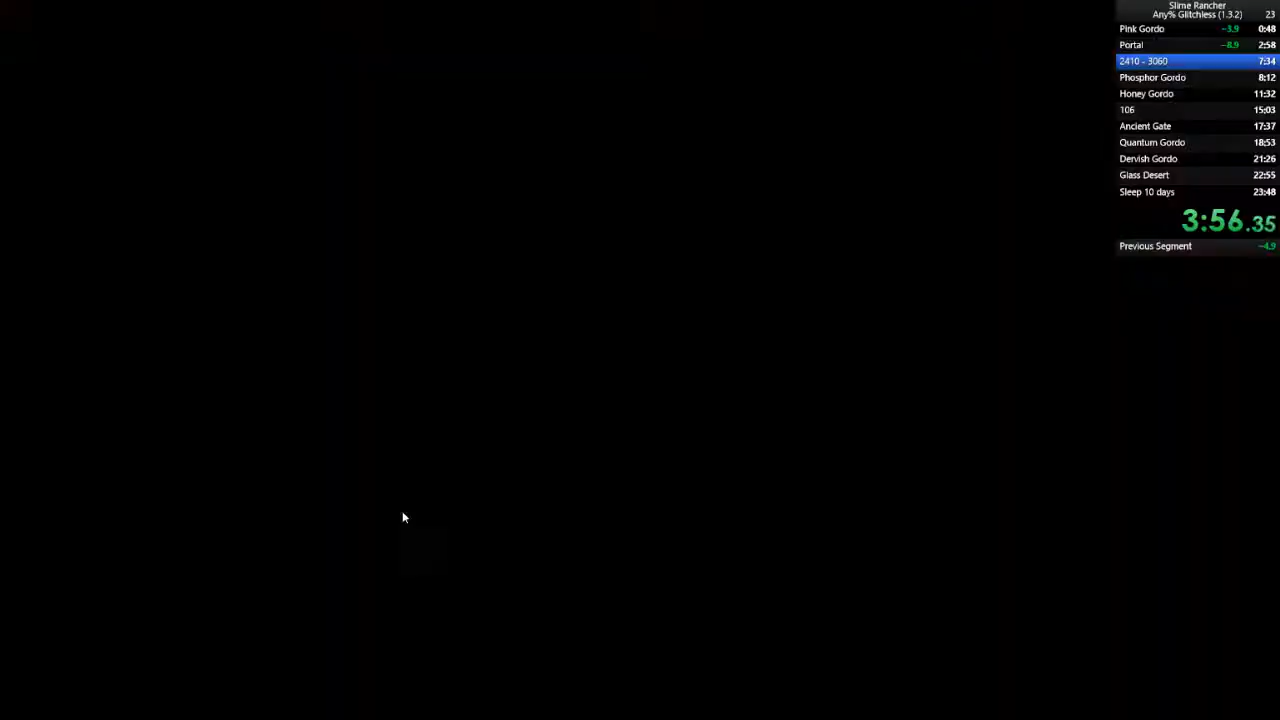 Slime Rancher
Any% Glitchless (1.3.2) 23
Pink Gordo -3.9 0:48
Portal -8.9 2:58
2410 - 3060 7:34
Phosphor Gordo 8:12
Honey Gordo 11:32
106 15:03
Ancient Gate 17:37
Quantum Gordo 18:53
Dervish Gordo 21:26
Glass Desert 22:55
Sleep 10 days 23:48
3:56.35
Previous Segment -4.9